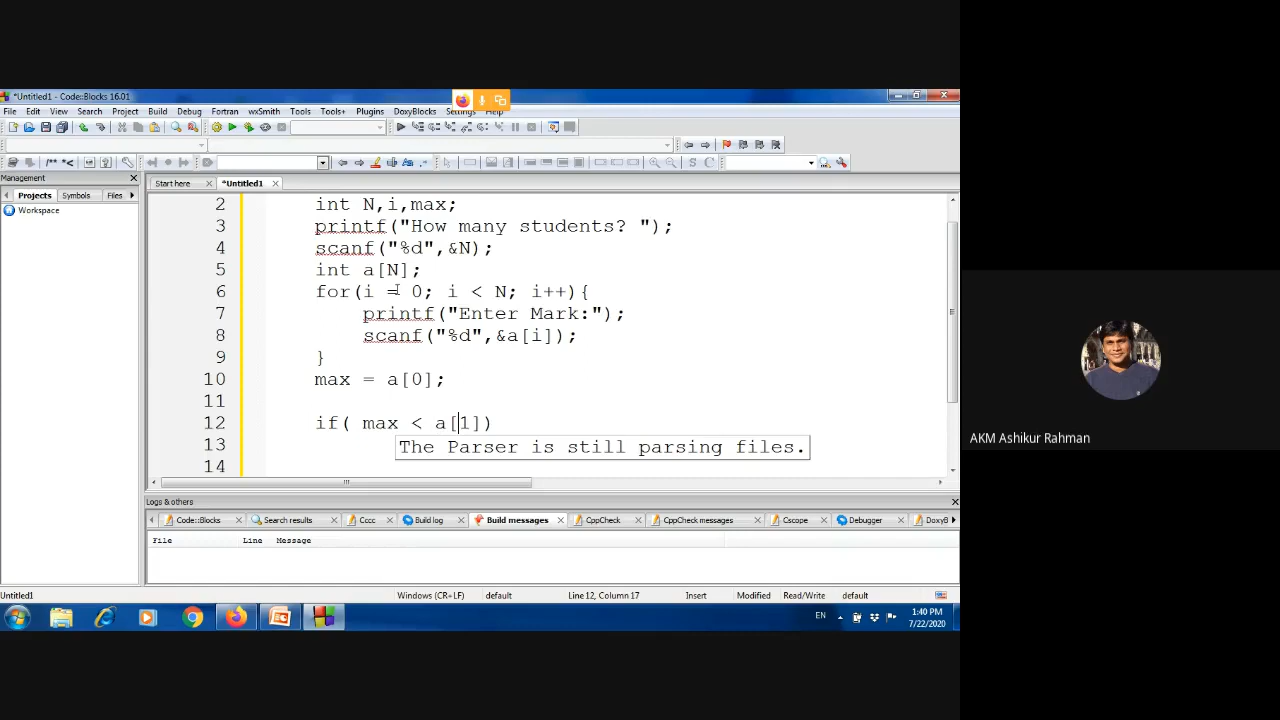 *Untitled1 - Code::Blocks 16.01
File Edit View Search Project Build Debug Fortran wxSmith Tools Tools+ Plugins DoxyBlocks Settings Help
/** *<
Aa .*
S C
Management
Start here *Untitled1
Projects Symbols Files
Workspace
2 int N,i,max;
3 printf("How many students? ");
4 scanf("%d",&N);
5 int a[N];
6 for(i = 0; i < N; i++){
7 printf("Enter Mark:");
8 scanf("%d",&a[i]);
9 }
10 max = a[0];
11
12 if( max < a[1])
13 The Parser is still parsing files.
14
AKM Ashikur Rahman
Logs & others
Code::Blocks Search results Cccc Build log Build messages CppCheck CppCheck messages Cscope Debugger DoxyB
File Line Message
Untitled1 Windows (CR+LF) default Line 12, Column 17 Insert Modified Read/Write default
EN 1:40 PM
7/22/2020